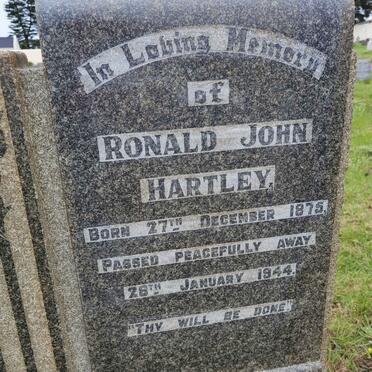 In Loving Memory
of
RONALD JOHN
HARTLEY,
BORN 27TH DECEMBER 1875,
PASSED PEACEFULLY AWAY
26TH JANUARY 1944.
"THY WILL BE DONE"